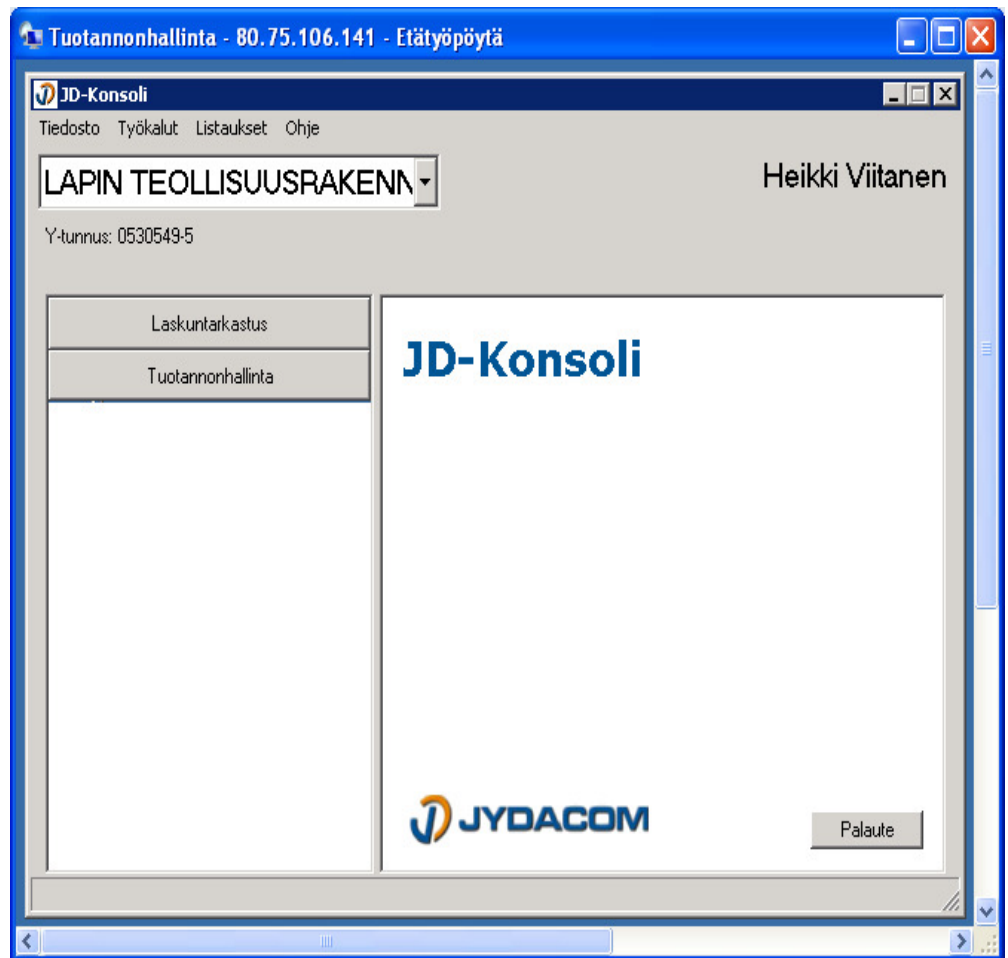 Tuotannonhallinta - 80.75.106.141 - Etätyöpöytä
JD-Konsoli
Tiedosto Työkalut Listaukset Ohje
LAPIN TEOLLISUUSRAKENN
Heikki Viitanen
Y-tunnus: 0530549-5
Laskuntarkastus
Tuotannonhallinta
JD-Konsoli
JYDACOM
Palaute